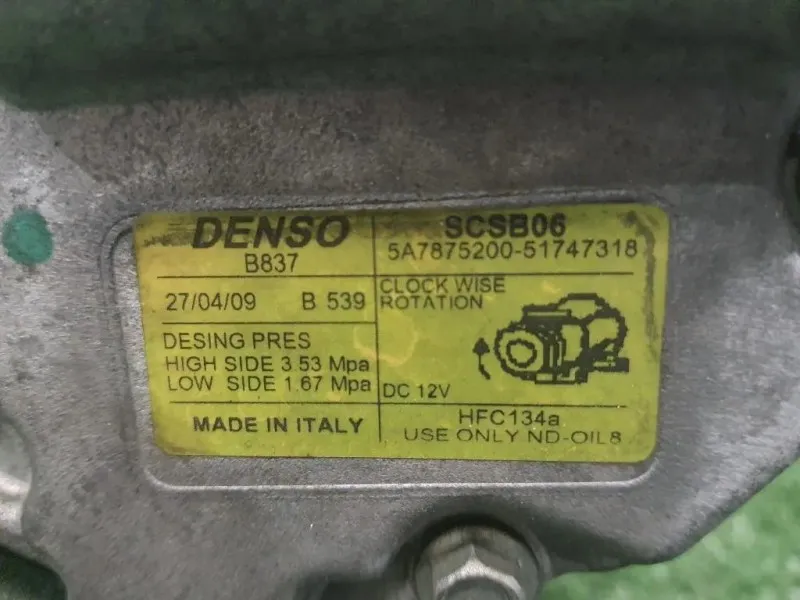 DENSO
B837
27/04/09 B 539
DESING PRES
HIGH SIDE 3.53 Mpa
LOW SIDE 1.67 Mpa
MADE IN ITALY
SCSB06
5A7875200-51747318
CLOCK WISE
ROTATION
DC 12V
HFC134a
USE ONLY ND-OIL8